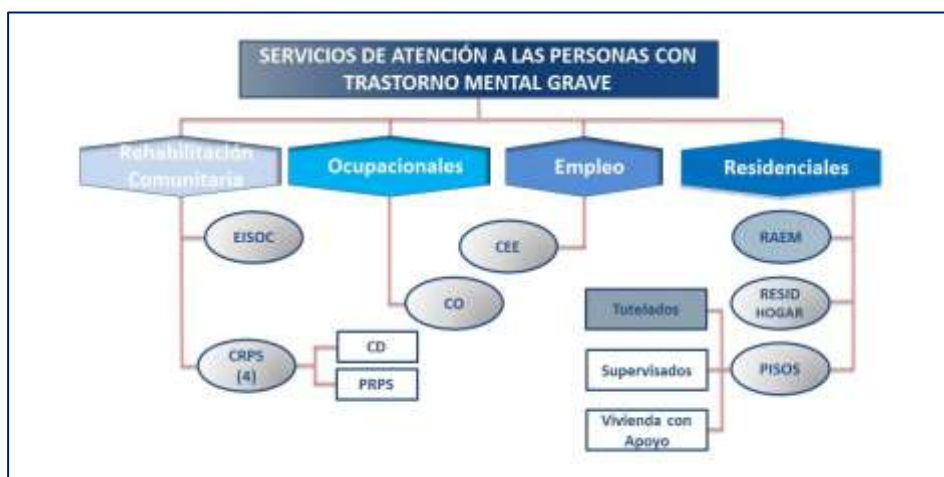 SERVICIOS DE ATENCIÓN A LAS PERSONAS CON
TRASTORNO MENTAL GRAVE
Rehabilitación
Comunitaria
Ocupacionales
Empleo
Residenciales
EISOC
CEE
RAEM
CO
Tutelados
RESID
HOGAR
CRPS
(4)
CD
PRPS
Supervisados
PISOS
Vivienda con
Apoyo